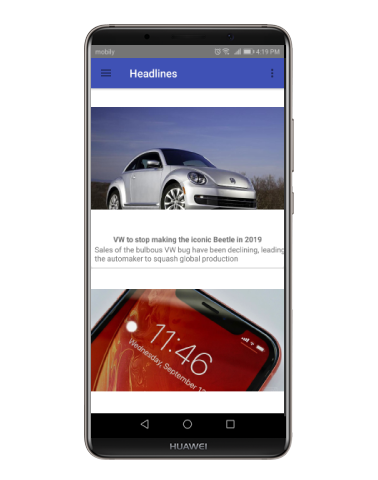 mobily
4:19 PM
Headlines
VW to stop making the iconic Beetle in 2019
Sales of the bulbous VW bug have been declining, leading
the automaker to squash global production
11:46
Wednesday, September 1
HUAWEI